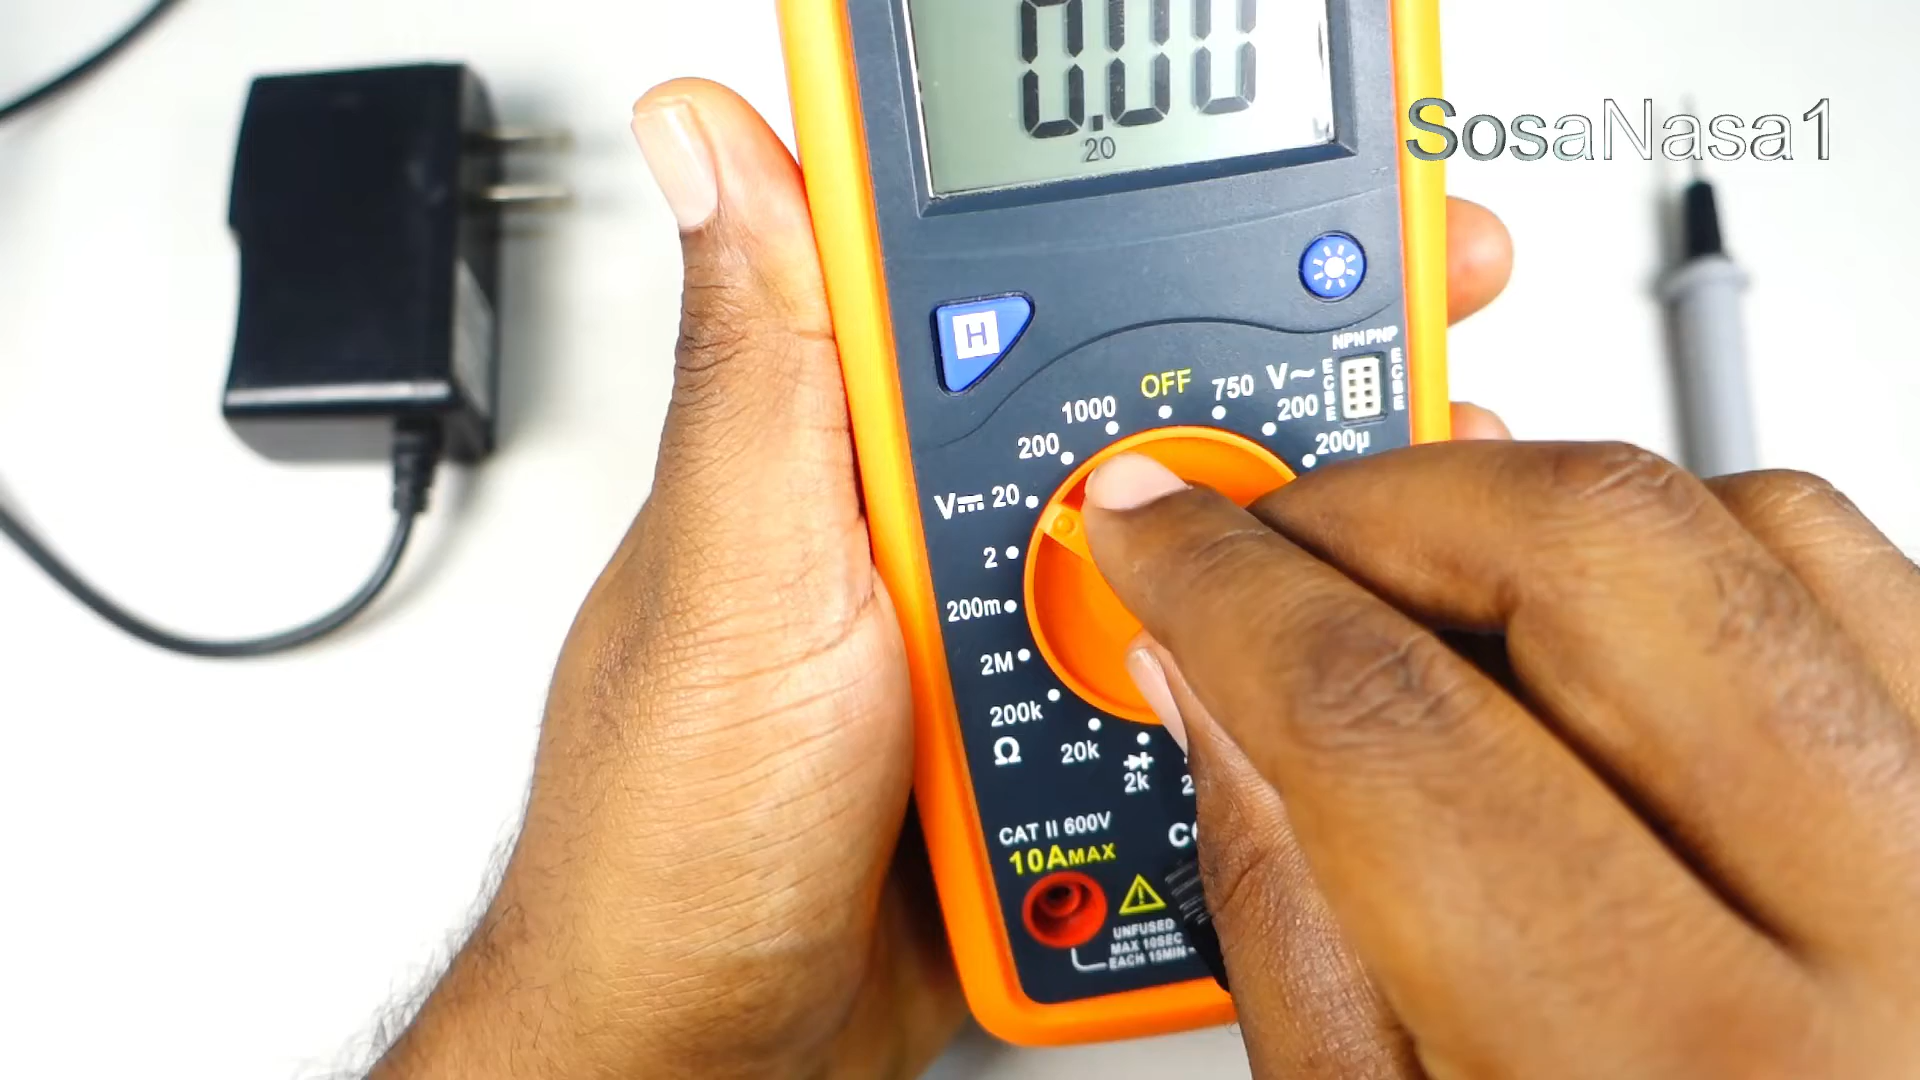 0.00
20
SosaNasa1
H
NPN PNP
E C B E
E C B E
OFF
750
V~
200
200µ
1000
200
V⎓ 20
2
200m
2M
200k
Ω
20k
2k
CAT II 600V
10AMAX
UNFUSED
MAX 10SEC
EACH 15MIN